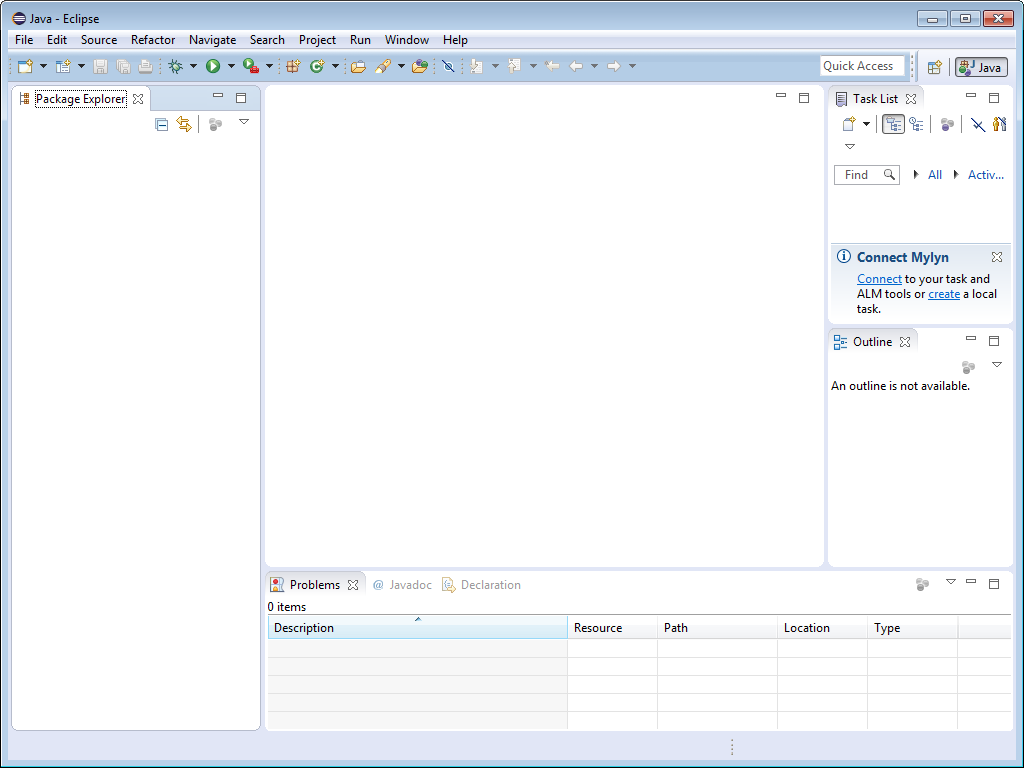 Java - Eclipse
File Edit Source Refactor Navigate Search Project Run Window Help
Quick Access Java
Package Explorer
Task List
Find All Activ...
Connect Mylyn
Connect to your task and
ALM tools or create a local
task.
Outline
An outline is not available.
Problems @ Javadoc Declaration
0 items
Description Resource Path Location Type